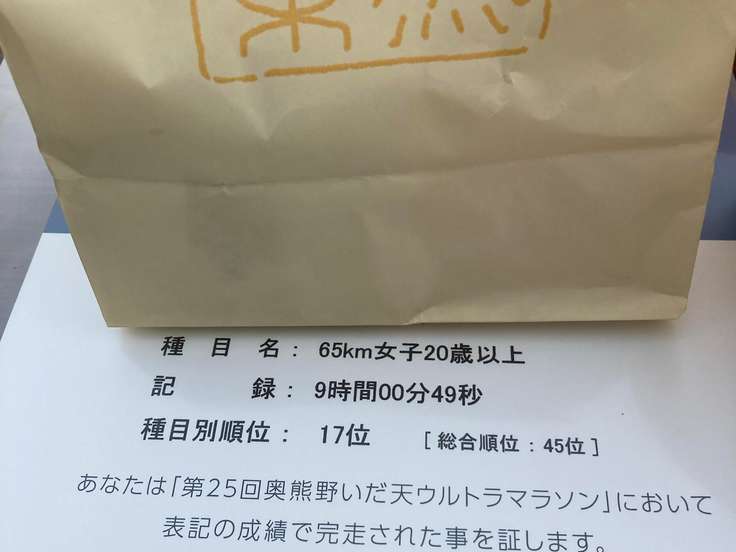 種目名： 65km女子20歳以上
記録： 9時間00分49秒
種目別順位： 17位 [ 総合順位：45位 ]
あなたは「第25回奥熊野いだ天ウルトラマラソン」において
表記の成績で完走された事を証します。